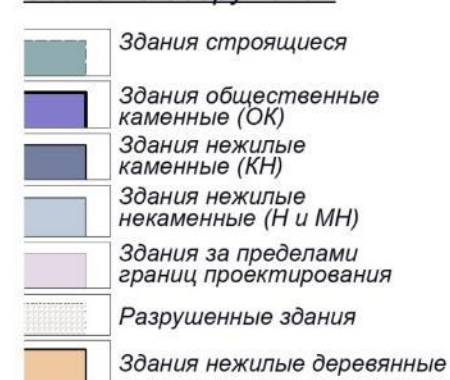 Здания строящиеся
Здания общественные
каменные (ОК)
Здания нежилые
каменные (КН)
Здания нежилые
некаменные (Н и МН)
Здания за пределами
границ проектирования
Разрушенные здания
Здания нежилые деревянные